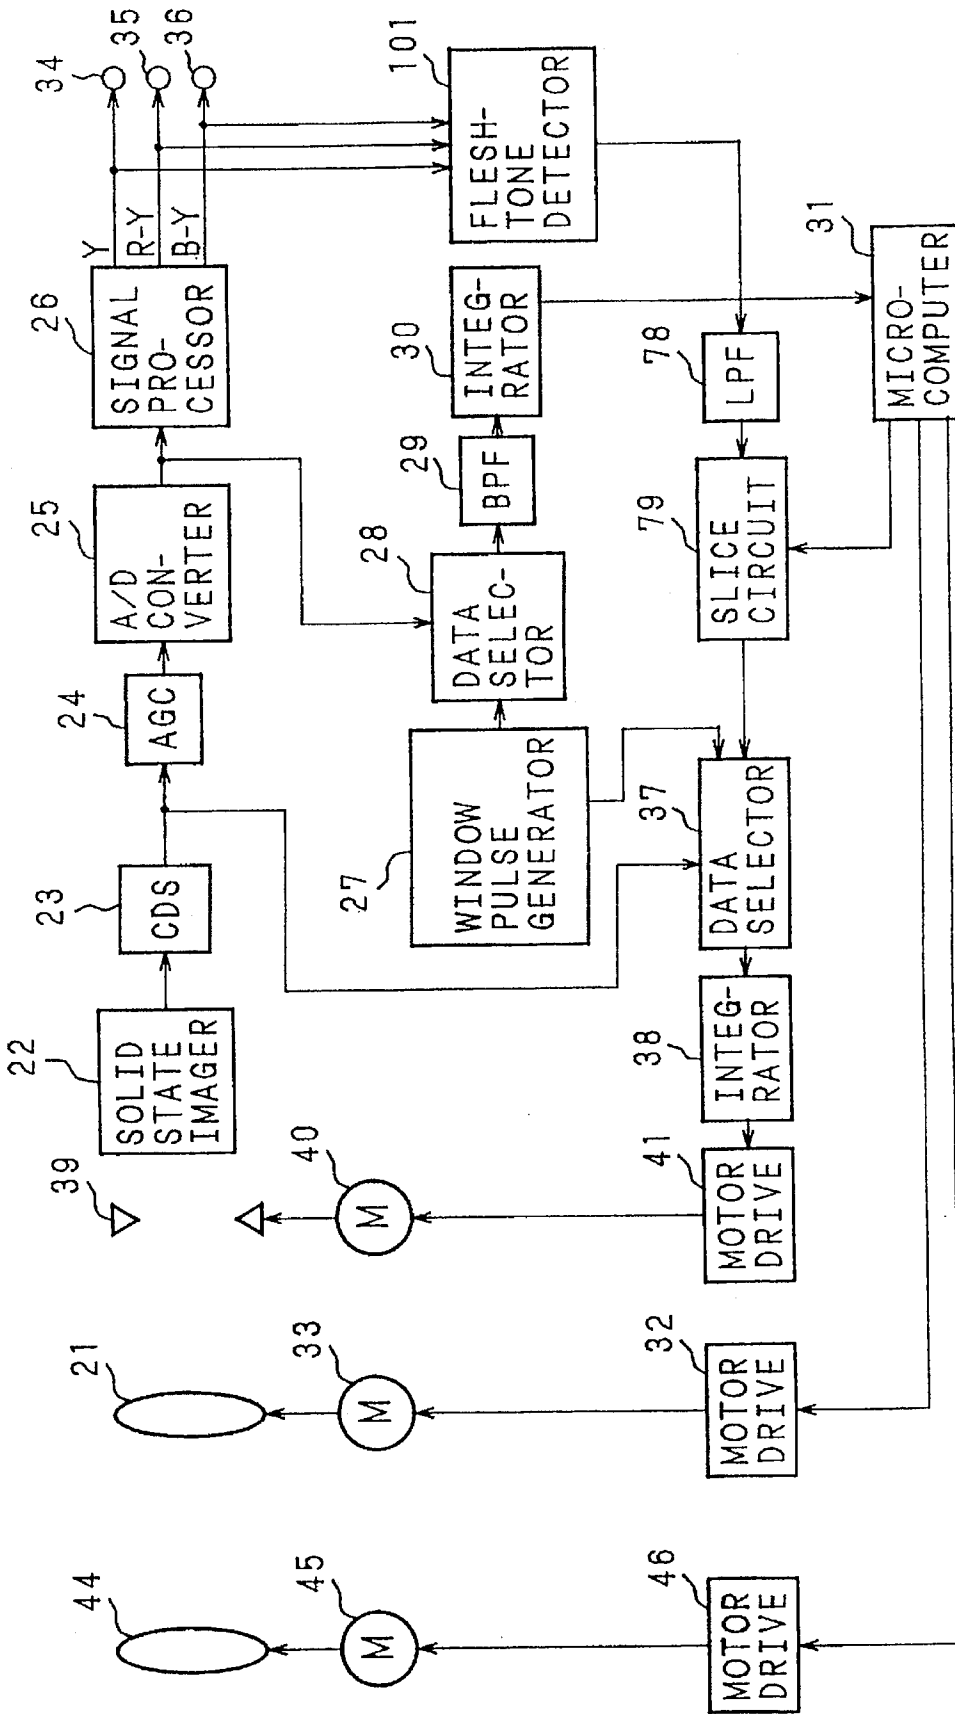 44
45
M
46
MOTOR
DRIVE
21
33
M
32
MOTOR
DRIVE
39
40
M
41
MOTOR
DRIVE
22
SOLID
STATE
IMAGER
23
CDS
24
AGC
25
A/D
CON-
VERTER
26
SIGNAL
PRO-
CESSOR
Y
R-Y
B-Y
34
35
36
27
WINDOW
PULSE
GENERATOR
28
DATA
SELEC-
TOR
29
BPF
30
INTEG-
RATOR
101
FLESH-
TONE
DETECTOR
38
INTEG-
RATOR
37
DATA
SELECTOR
79
SLICE
CIRCUIT
78
LPF
31
MICRO-
COMPUTER